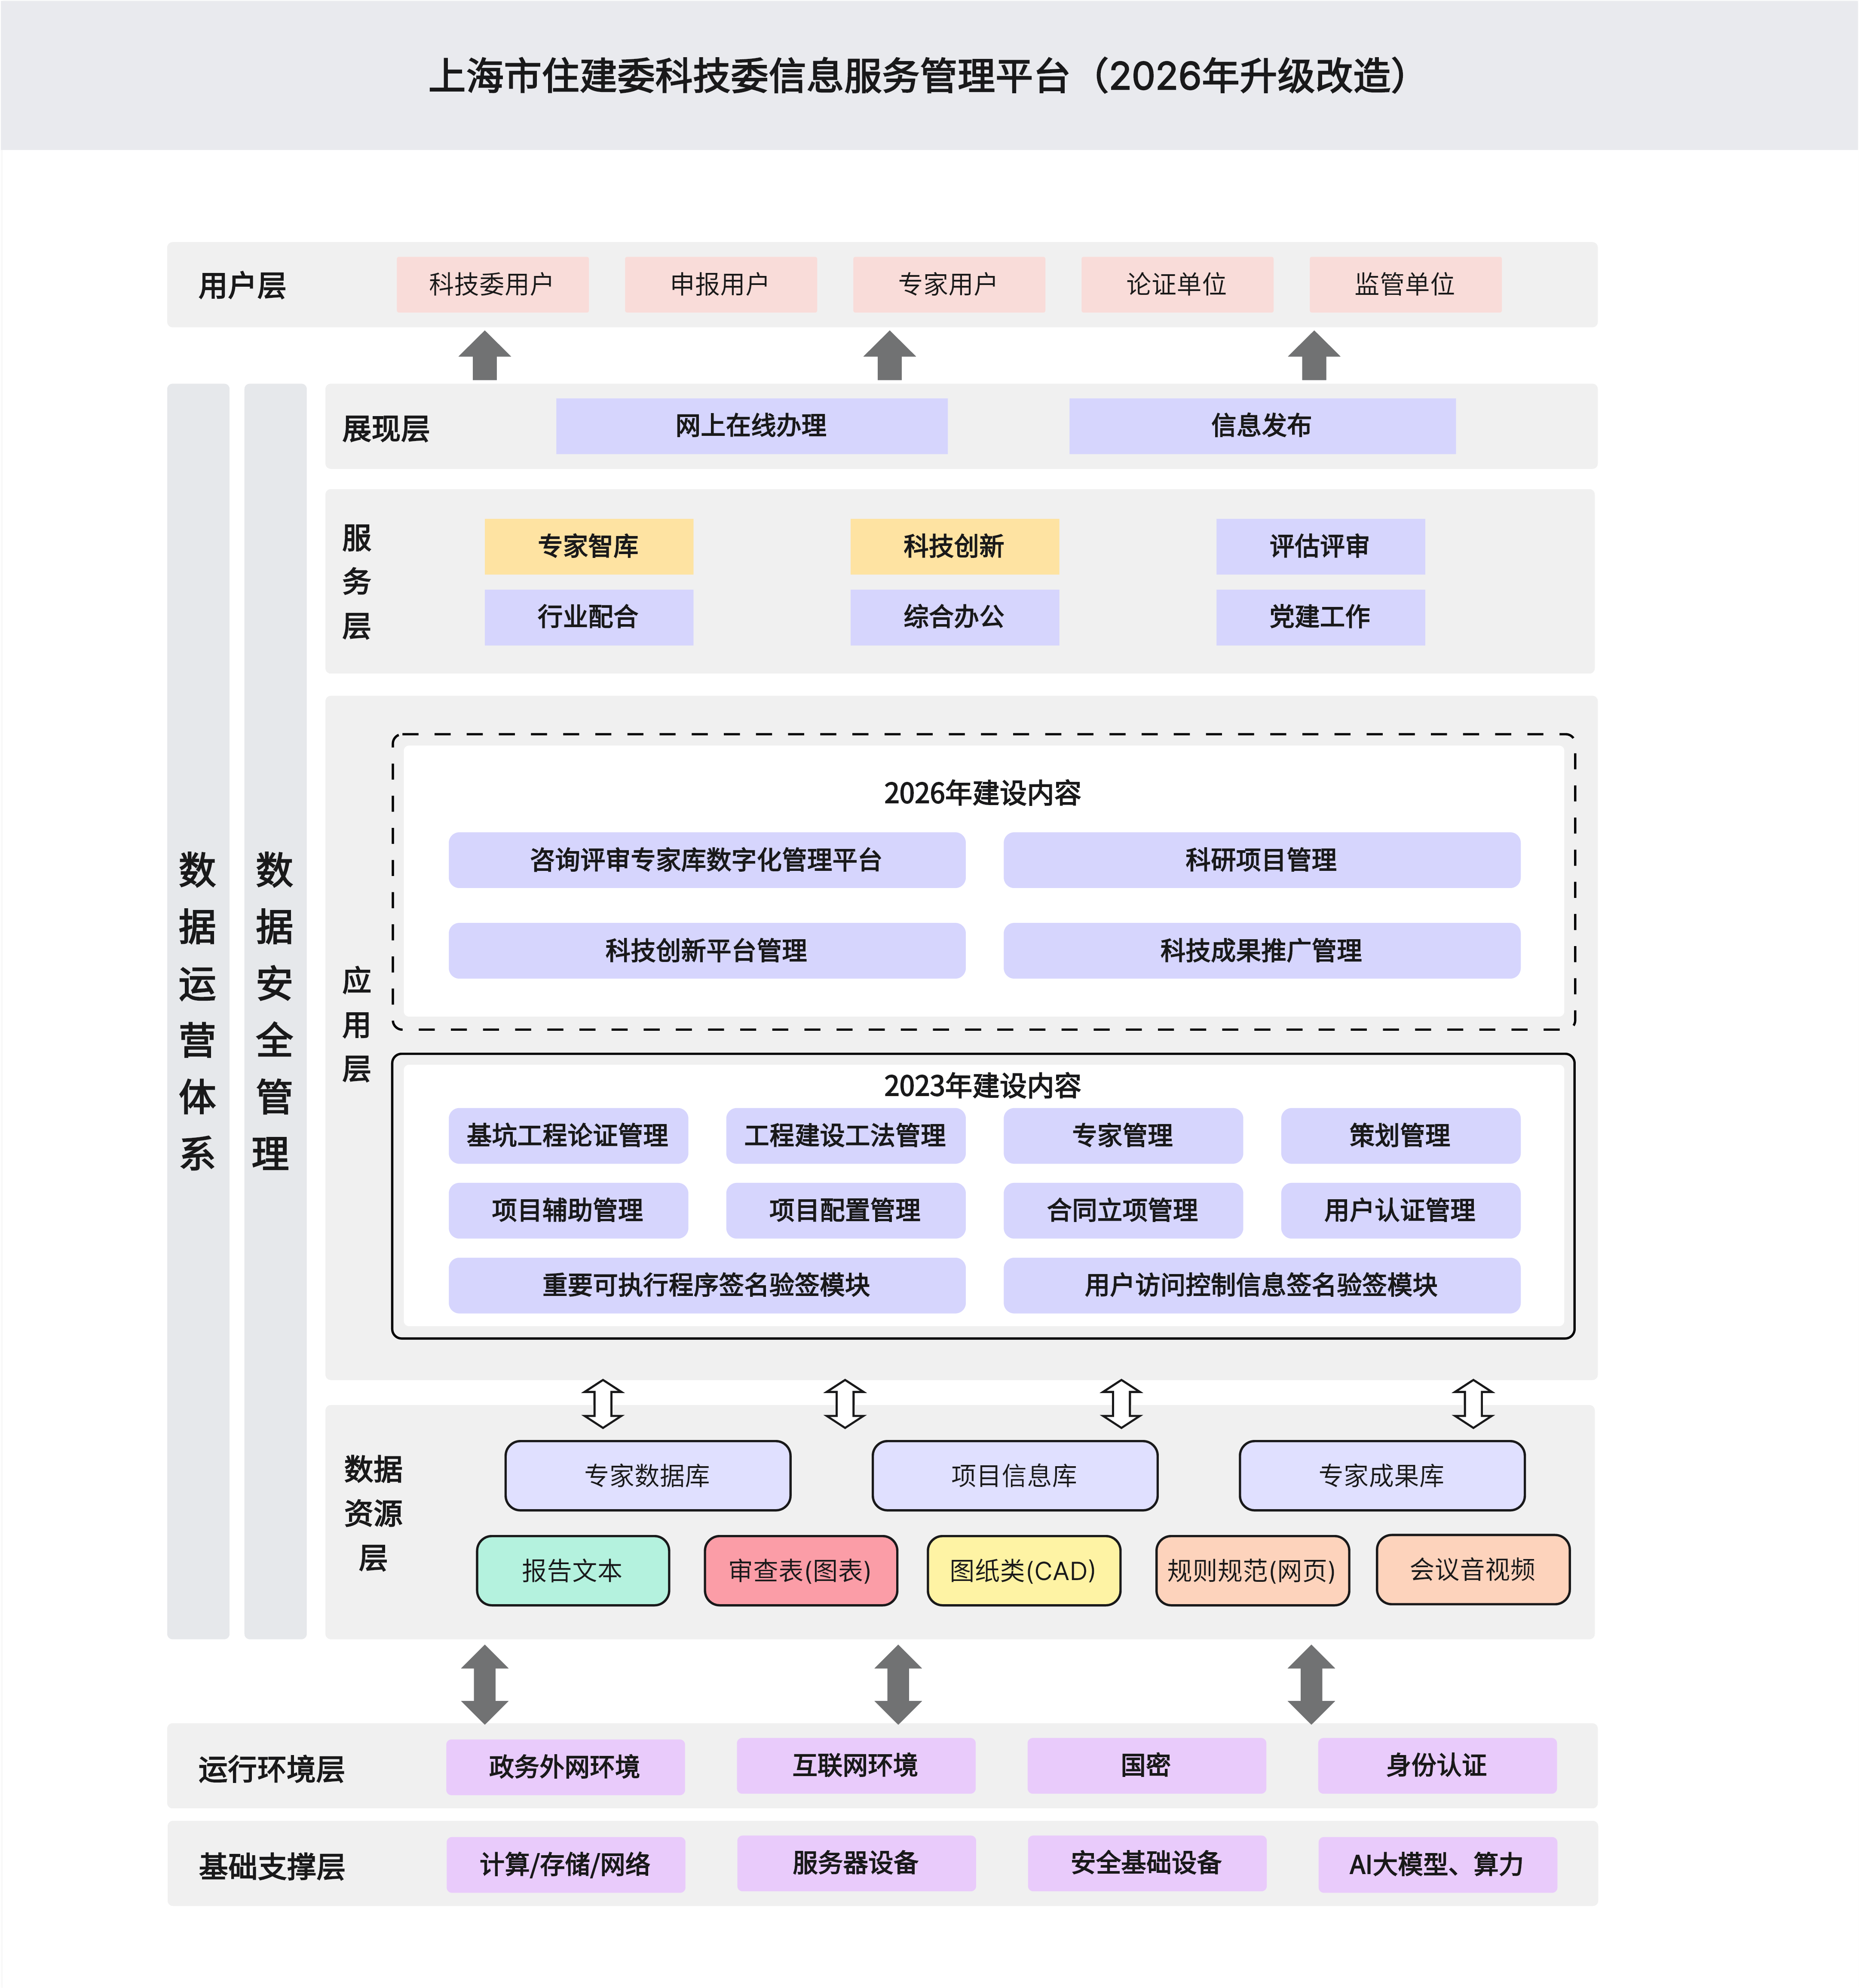 上海市住建委科技委信息服务管理平台（2026年升级改造）
用户层
科技委用户
申报用户
专家用户
论证单位
监管单位
数据运营体系
数据安全管理
展现层
网上在线办理
信息发布
服务层
专家智库
科技创新
评估评审
行业配合
综合办公
党建工作
应用层
2026年建设内容
咨询评审专家库数字化管理平台
科研项目管理
科技创新平台管理
科技成果推广管理
2023年建设内容
基坑工程论证管理
工程建设工法管理
专家管理
策划管理
项目辅助管理
项目配置管理
合同立项管理
用户认证管理
重要可执行程序签名验签模块
用户访问控制信息签名验签模块
数据
资源
层
专家数据库
项目信息库
专家成果库
报告文本
审查表(图表)
图纸类(CAD)
规则规范(网页)
会议音视频
运行环境层
政务外网环境
互联网环境
国密
身份认证
基础支撑层
计算/存储/网络
服务器设备
安全基础设备
AI大模型、算力